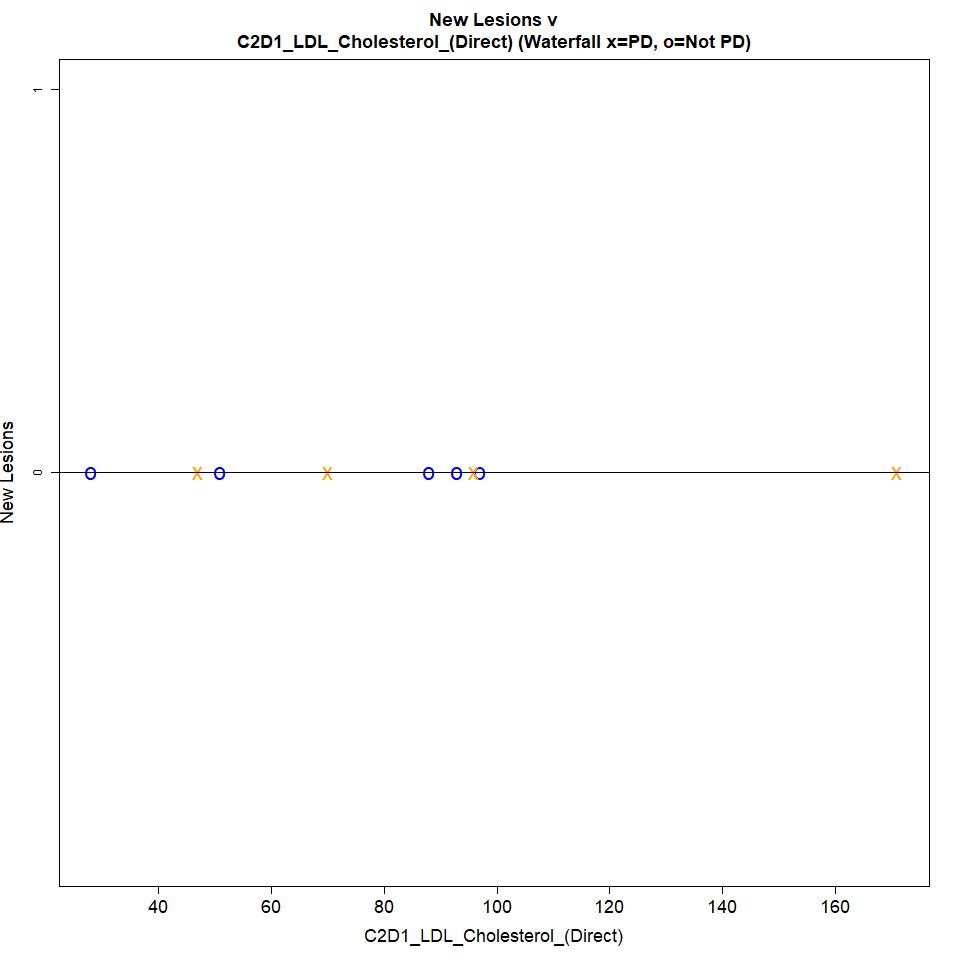 New Lesions v
C2D1_LDL_Cholesterol_(Direct) (Waterfall x=PD, o=Not PD)
1
New Lesions
0
o x o x o o x o x
40 60 80 100 120 140 160
C2D1_LDL_Cholesterol_(Direct)